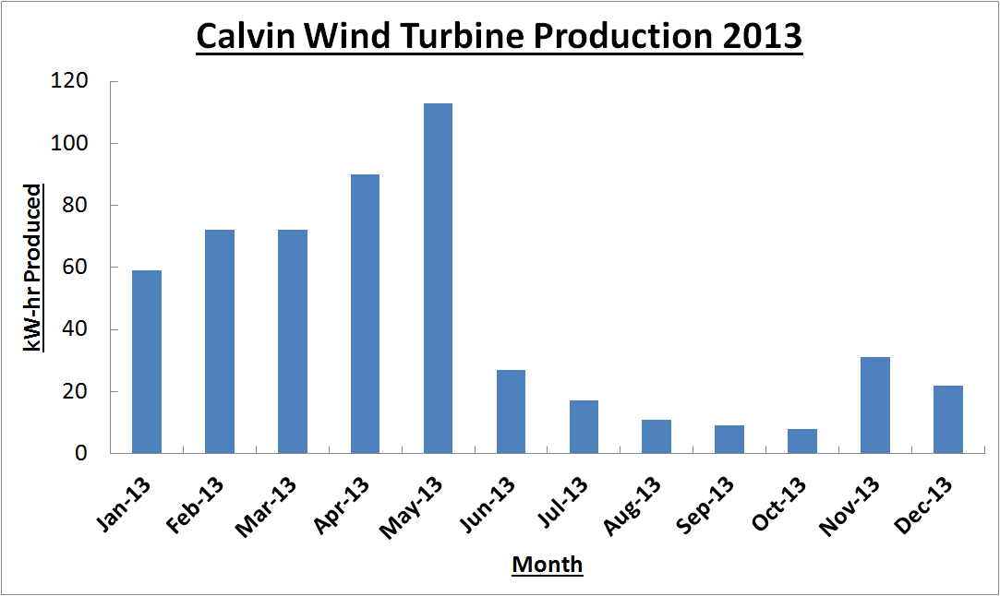 Calvin Wind Turbine Production 2013
120
100
80
60
40
20
0
kW-hr Produced
Jan-13
Feb-13
Mar-13
Apr-13
May-13
Jun-13
Jul-13
Aug-13
Sep-13
Oct-13
Nov-13
Dec-13
Month